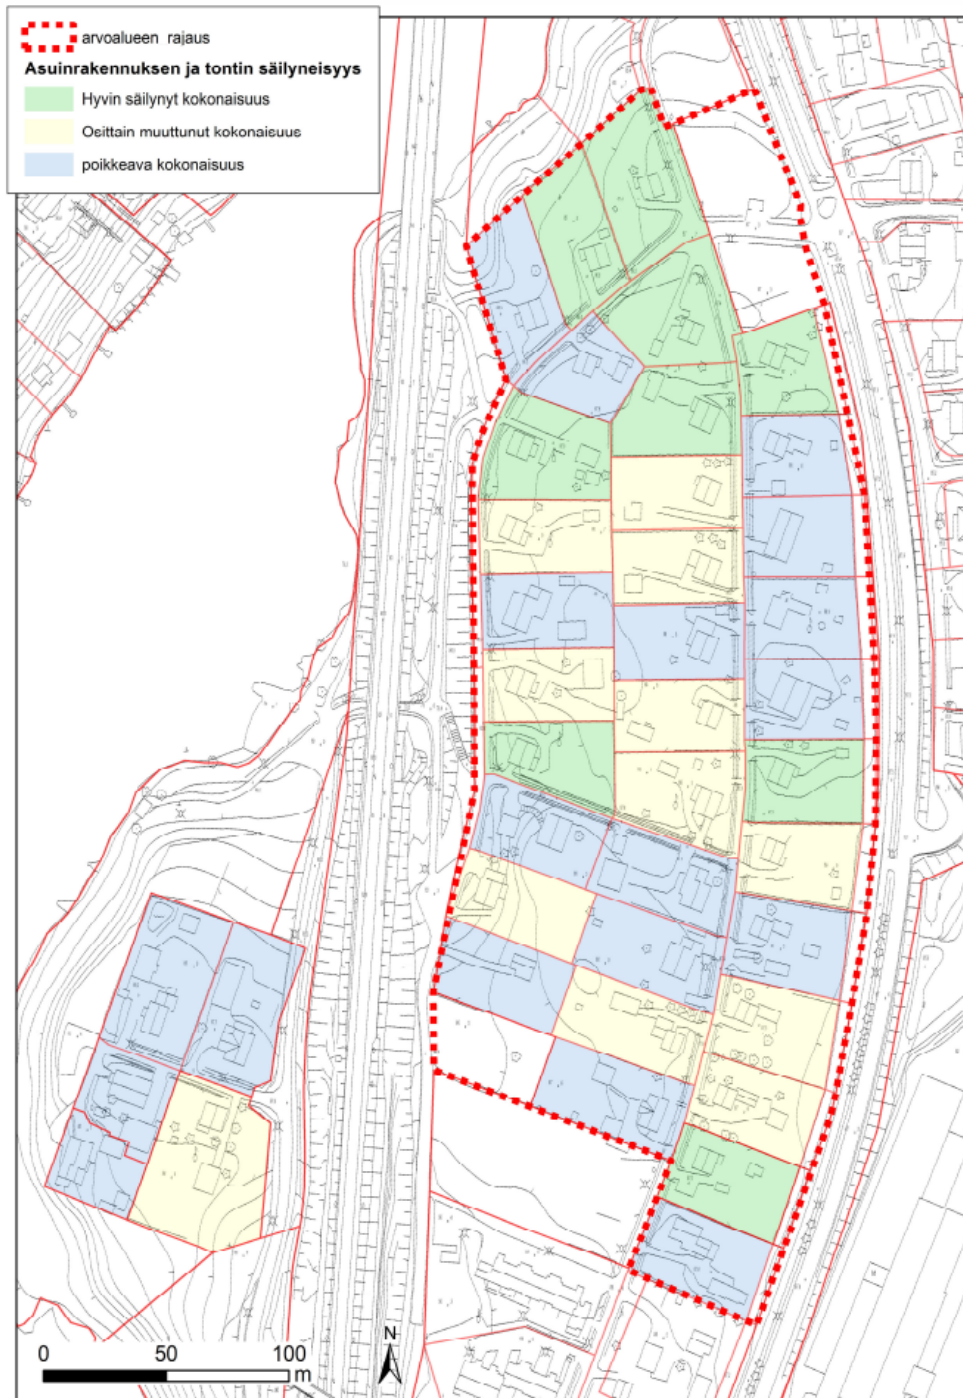 arvoalueen rajaus
Asuinrakennuksen ja tontin säilyneisyys
Hyvin säilynyt kokonaisuus
Osittain muuttunut kokonaisuus
poikkeava kokonaisuus
N
0 50 100
m